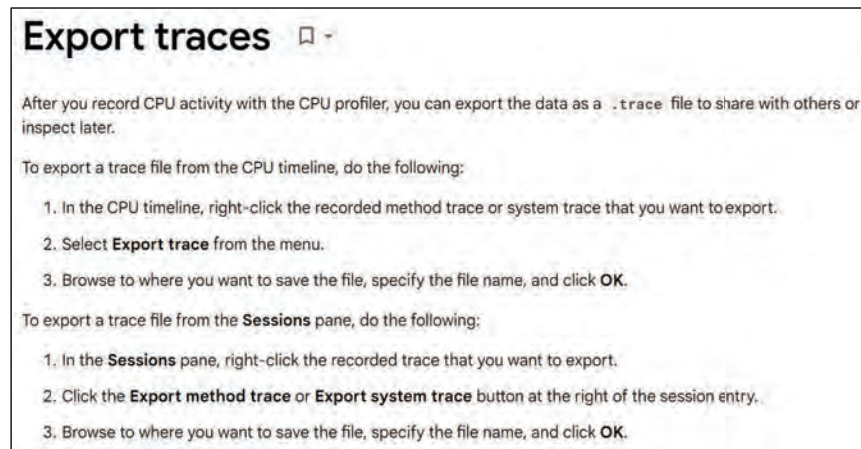 Export traces
After you record CPU activity with the CPU profiler, you can export the data as a .trace file to share with others or
inspect later.
To export a trace file from the CPU timeline, do the following:
1. In the CPU timeline, right-click the recorded method trace or system trace that you want to export.
2. Select Export trace from the menu.
3. Browse to where you want to save the file, specify the file name, and click OK.
To export a trace file from the Sessions pane, do the following:
1. In the Sessions pane, right-click the recorded trace that you want to export.
2. Click the Export method trace or Export system trace button at the right of the session entry.
3. Browse to where you want to save the file, specify the file name, and click OK.